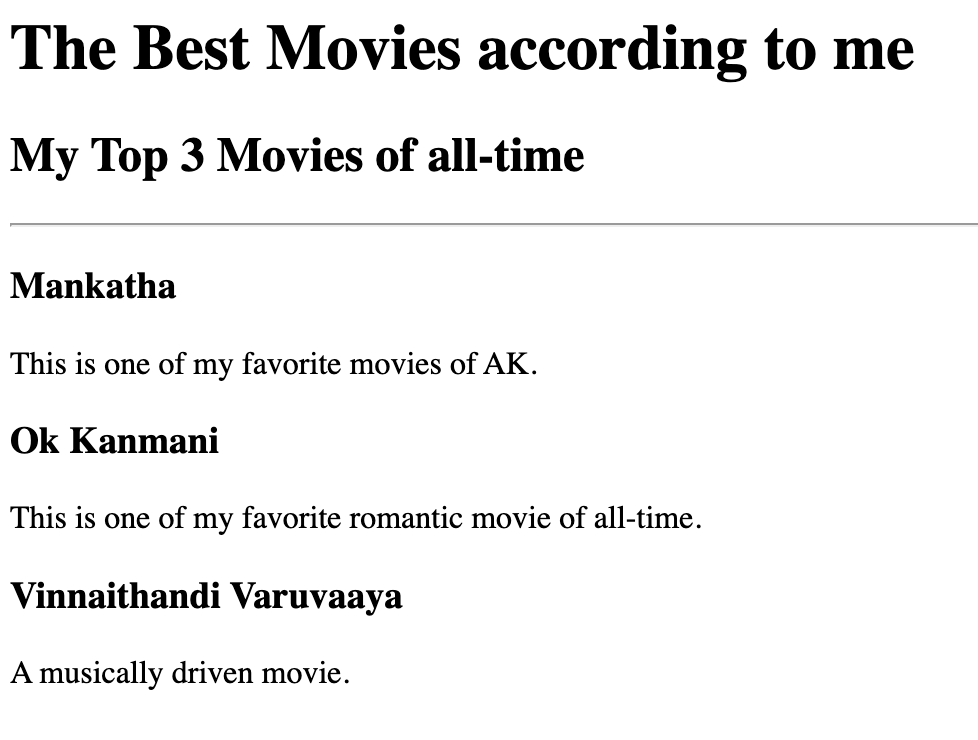 The Best Movies according to me
My Top 3 Movies of all-time
Mankatha
This is one of my favorite movies of AK.
Ok Kanmani
This is one of my favorite romantic movie of all-time.
Vinnaithandi Varuvaaya
A musically driven movie.